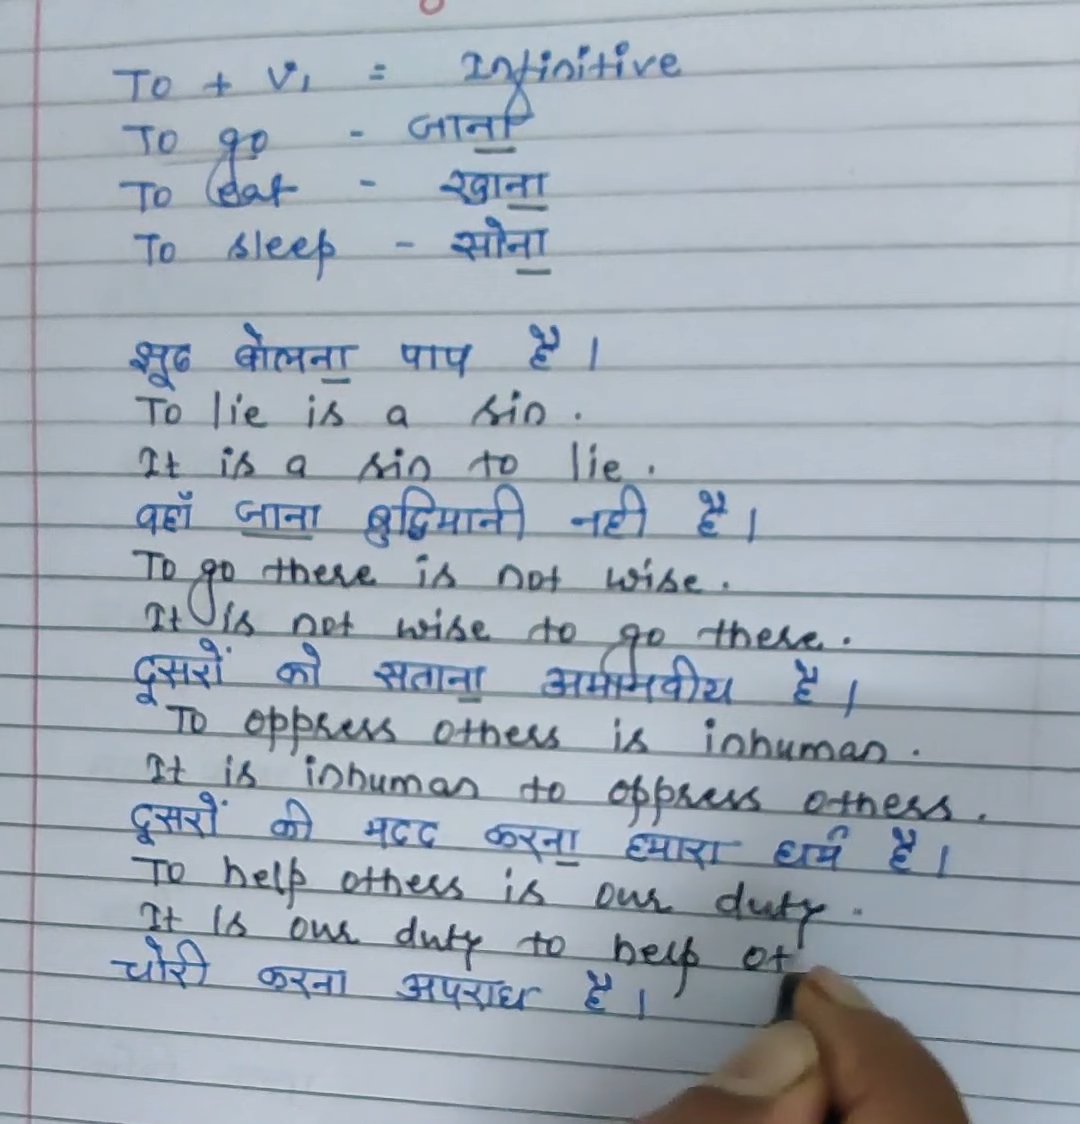 To + V₁ = Infinitive
To go - जाना
To eat - खाना
To sleep - सोना
झूठ बोलना पाप है।
To lie is a sin.
It is a sin to lie.
वहाँ जाना बुद्धिमानी नही है।
To go there is not wise.
It is not wise to go there.
दूसरों को सताना अमानवीय है।
To oppress others is inhuman.
It is inhuman to oppress others.
दूसरों की मदद करना हमारा धर्म है।
To help others is our duty.
It is our duty to help ot
चोरी करना अपराध है।